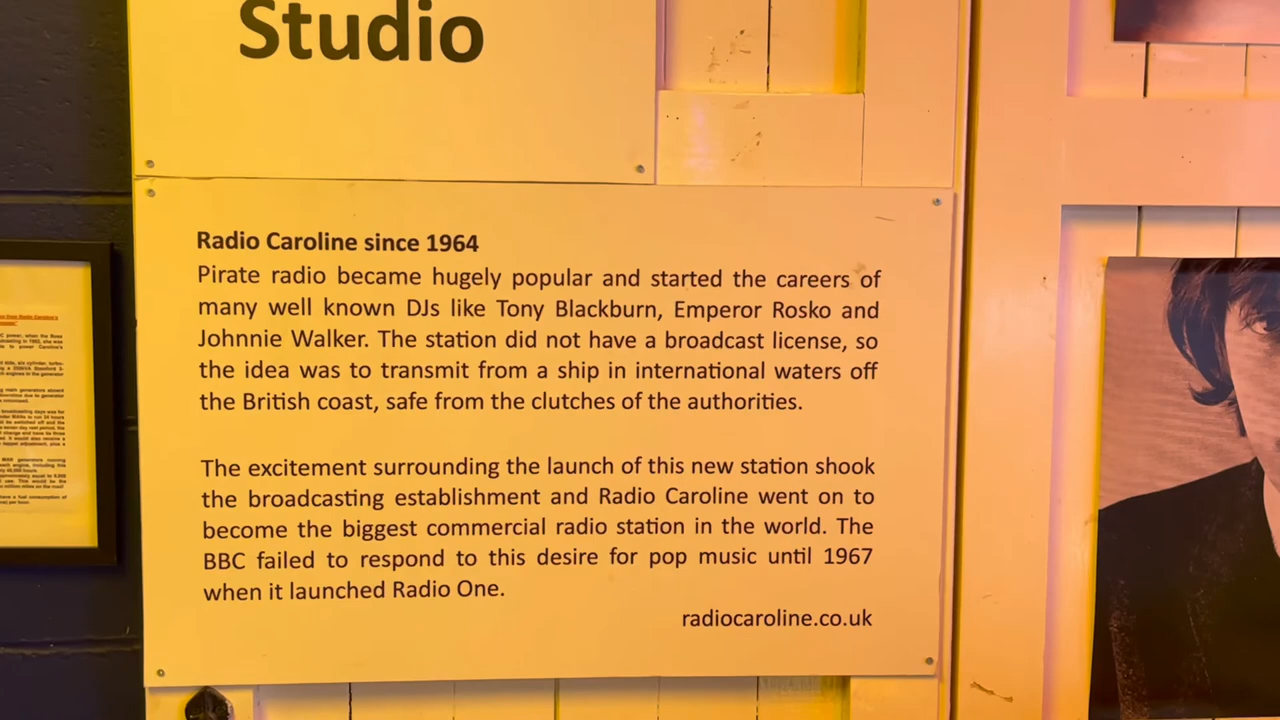 Studio
Radio Caroline since 1964
Pirate radio became hugely popular and started the careers of
many well known DJs like Tony Blackburn, Emperor Rosko and
Johnnie Walker. The station did not have a broadcast license, so
the idea was to transmit from a ship in international waters off
the British coast, safe from the clutches of the authorities.
The excitement surrounding the launch of this new station shook
the broadcasting establishment and Radio Caroline went on to
become the biggest commercial radio station in the world. The
BBC failed to respond to this desire for pop music until 1967
when it launched Radio One.
radiocaroline.co.uk